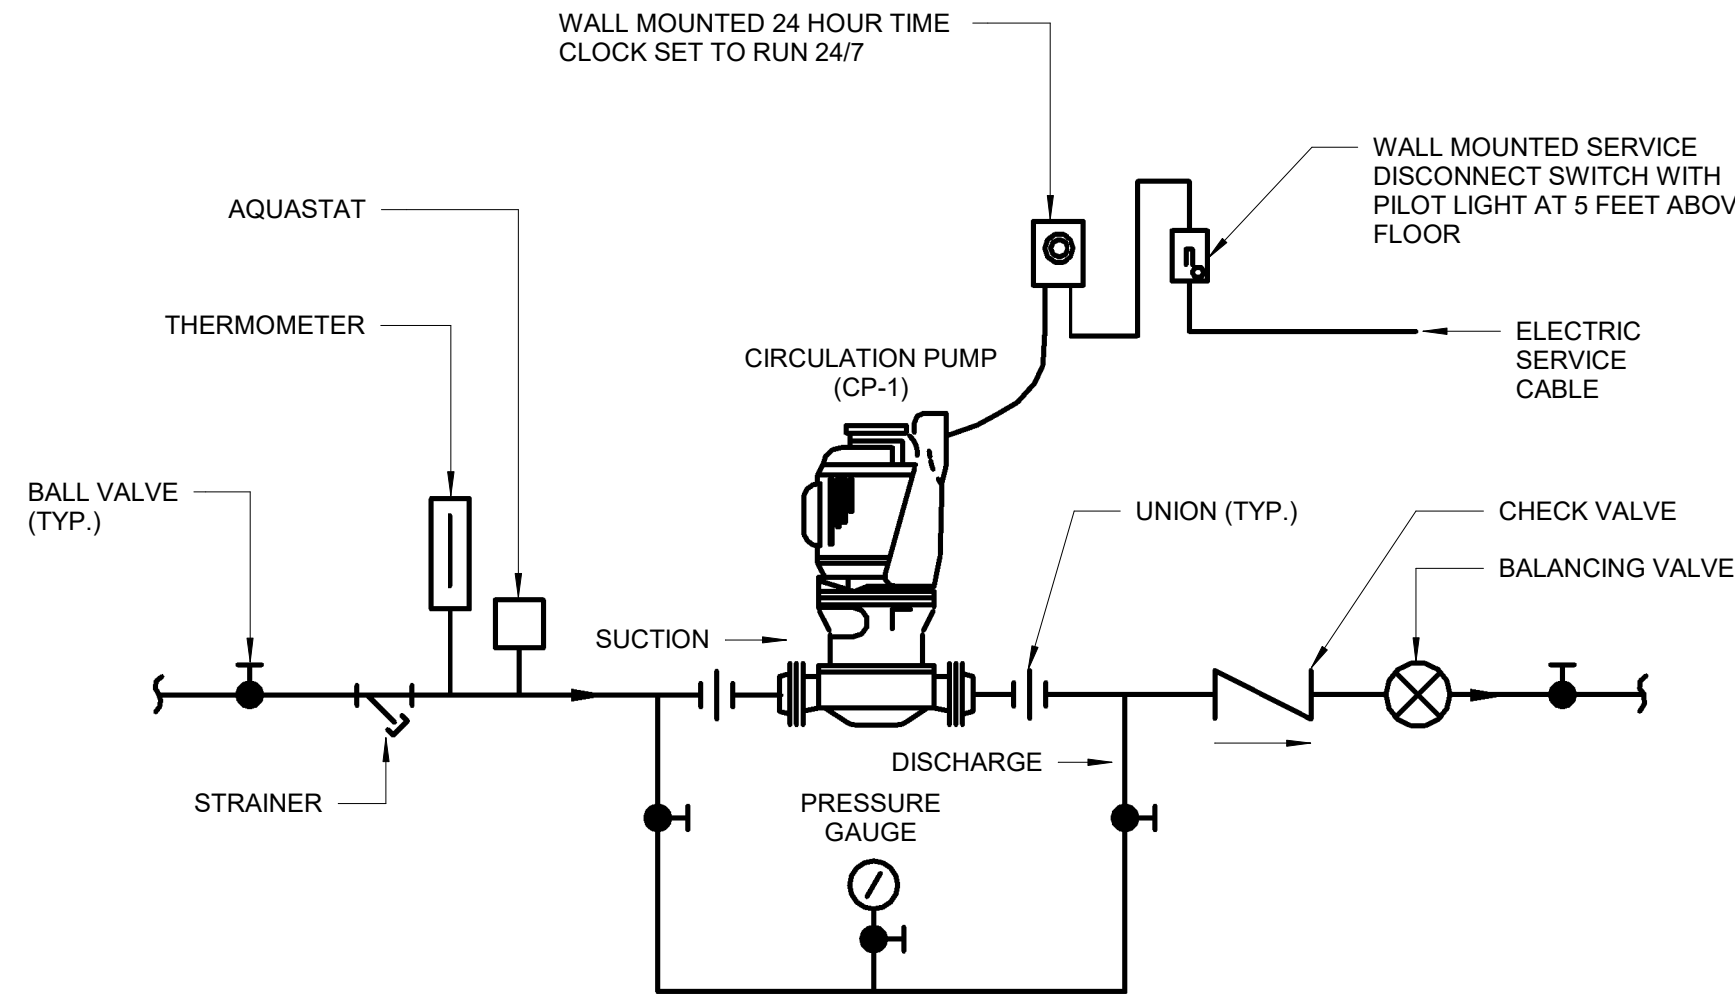 WALL MOUNTED 24 HOUR TIME
CLOCK SET TO RUN 24/7
WALL MOUNTED SERVICE
DISCONNECT SWITCH WITH
PILOT LIGHT AT 5 FEET ABOV
FLOOR
AQUASTAT
THERMOMETER
ELECTRIC
SERVICE
CABLE
CIRCULATION PUMP
(CP-1)
BALL VALVE
(TYP.)
UNION (TYP.)
CHECK VALVE
BALANCING VALVE
SUCTION
DISCHARGE
STRAINER
PRESSURE
GAUGE